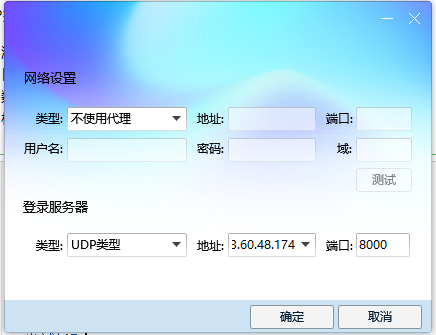 网络设置
类型: 不使用代理 地址: 端口:
用户名: 密码: 域:
测试
登录服务器
类型: UDP类型 地址: 3.60.48.174 端口: 8000
确定 取消